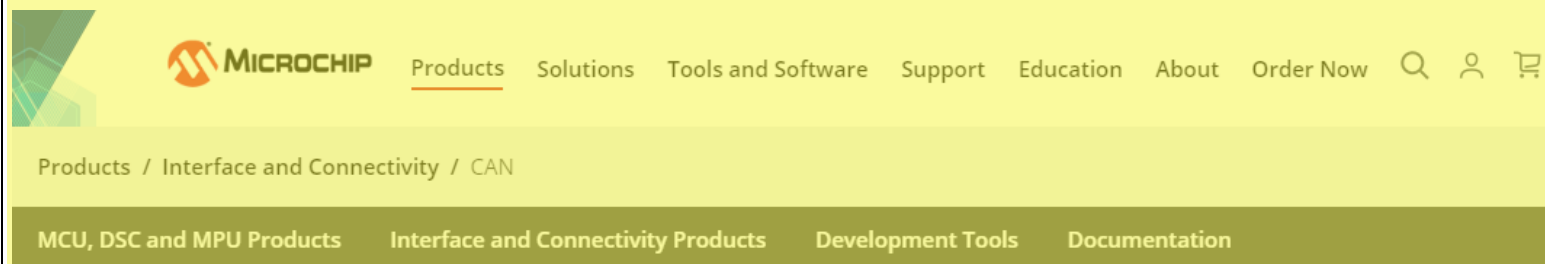 MICROCHIP Products Solutions Tools and Software Support Education About Order Now
Products / Interface and Connectivity / CAN
MCU, DSC and MPU Products Interface and Connectivity Products Development Tools Documentation